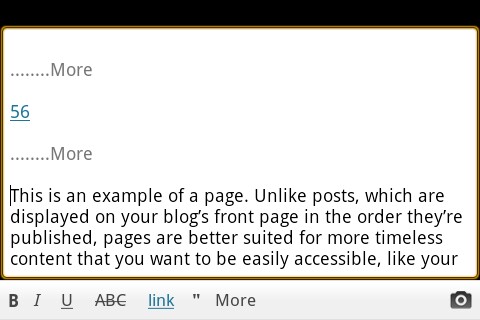 ........More
56
........More
This is an example of a page. Unlike posts, which are
displayed on your blog’s front page in the order they’re
published, pages are better suited for more timeless
content that you want to be easily accessible, like your
B I U ABC link " More